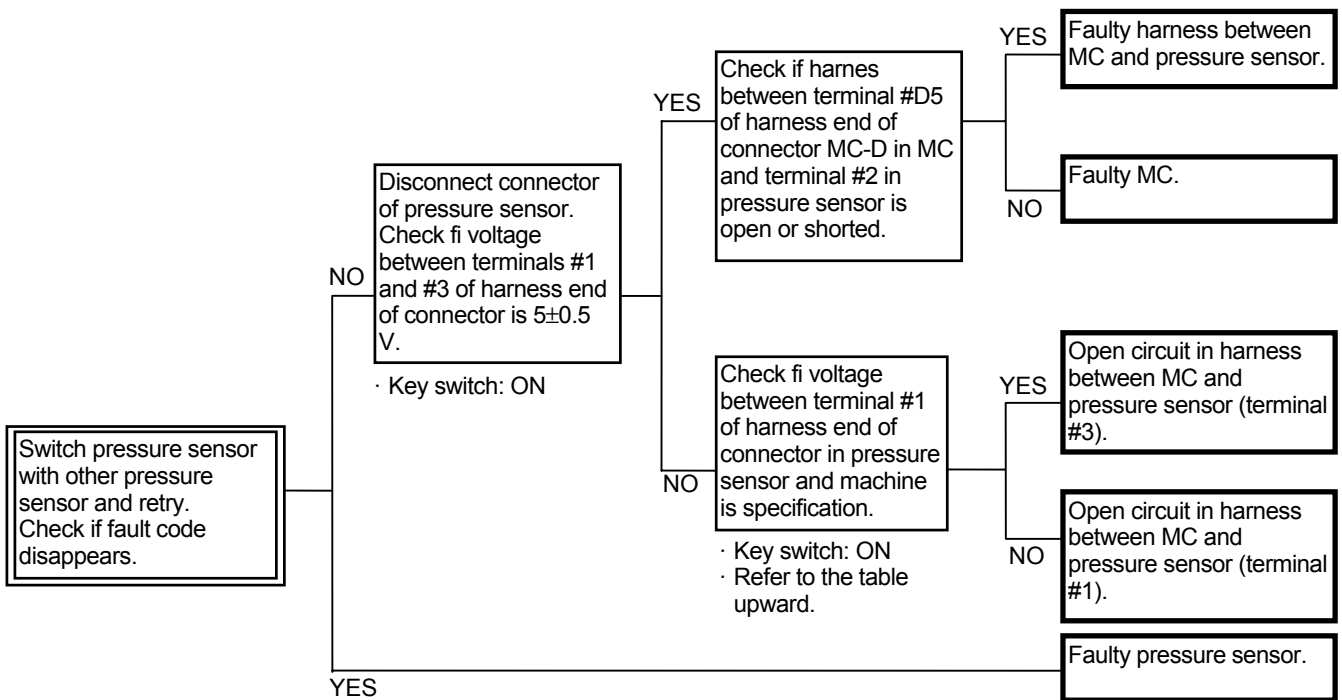 Switch pressure sensor
with other pressure
sensor and retry.
Check if fault code
disappears.
NO
Disconnect connector
of pressure sensor.
Check fi voltage
between terminals #1
and #3 of harness end
of connector is 5±0.5
V.
· Key switch: ON
YES
Check if harnes
between terminal #D5
of harness end of
connector MC-D in MC
and terminal #2 in
pressure sensor is
open or shorted.
YES
Faulty harness between
MC and pressure sensor.
NO
Faulty MC.
NO
Check fi voltage
between terminal #1
of harness end of
connector in pressure
sensor and machine
is specification.
· Key switch: ON
· Refer to the table
upward.
YES
Open circuit in harness
between MC and
pressure sensor (terminal
#3).
NO
Open circuit in harness
between MC and
pressure sensor (terminal
#1).
YES
Faulty pressure sensor.